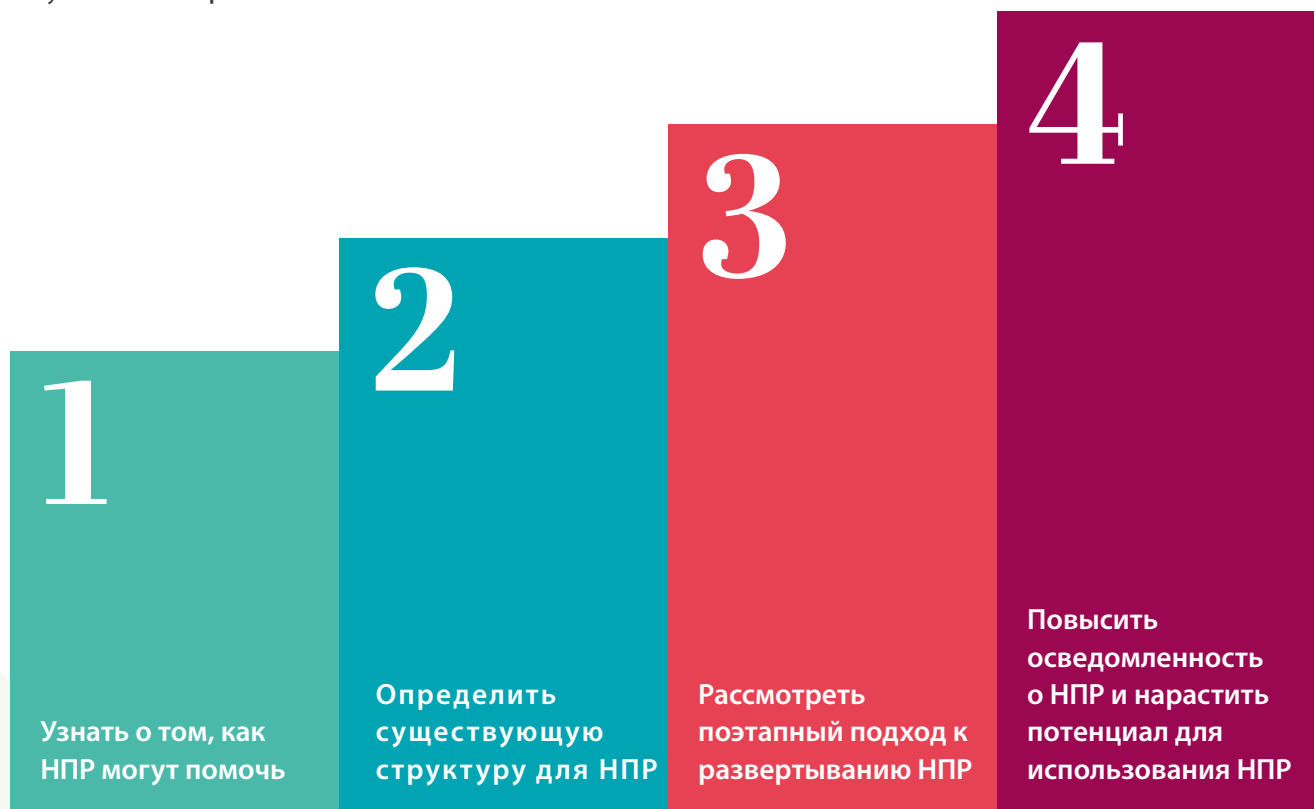 1
Узнать о том, как
НПР могут помочь
2
Определить
существующую
структуру для НПР
3
Рассмотреть
поэтапный подход к
развертыванию НПР
4
Повысить
осведомленность
о НПР и нарастить
потенциал для
использования НПР